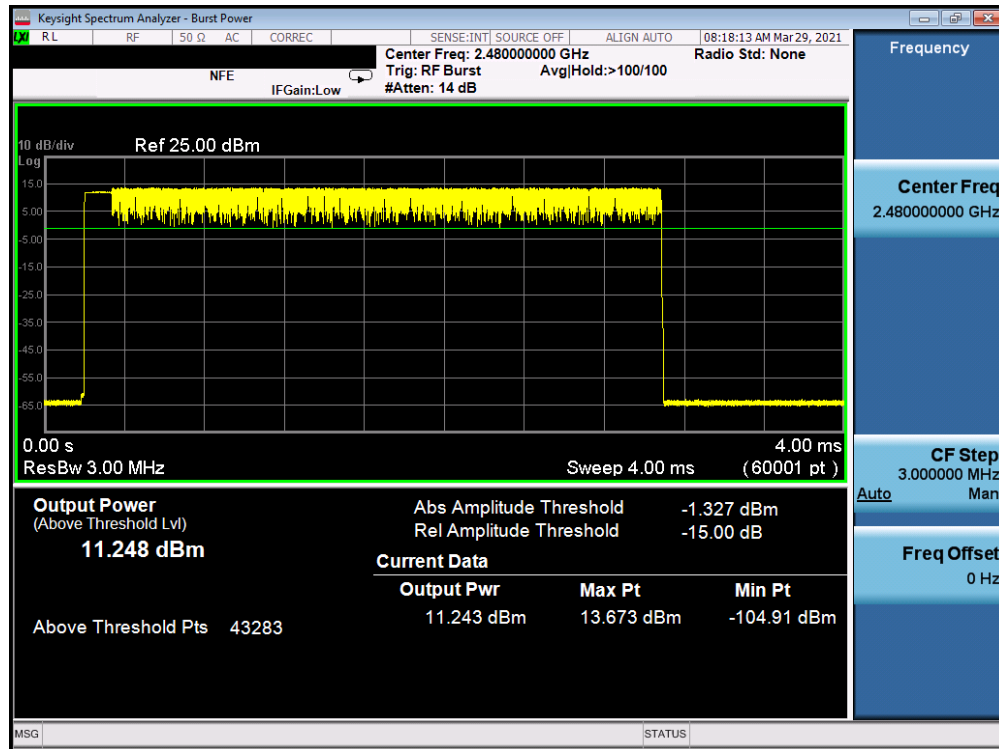 Keysight Spectrum Analyzer - Burst Power
LXI RL RF 50 Ω AC CORREC SENSE:INT SOURCE OFF ALIGN AUTO 08:18:13 AM Mar 29, 2021
Center Freq: 2.480000000 GHz Radio Std: None
NFE Trig: RF Burst Avg|Hold:>100/100
IFGain:Low #Atten: 14 dB
Frequency
10 dB/div Ref 25.00 dBm
Log
15.0
5.00
-5.00
-15.0
-25.0
-35.0
-45.0
-55.0
-65.0
0.00 s 4.00 ms
ResBw 3.00 MHz Sweep 4.00 ms (60001 pt)
Center Freq
2.480000000 GHz
CF Step
3.000000 MHz
Auto Man
Freq Offset
0 Hz
Output Power
(Above Threshold Lvl)
11.248 dBm
Above Threshold Pts 43283
Abs Amplitude Threshold -1.327 dBm
Rel Amplitude Threshold -15.00 dB
Current Data
Output Pwr Max Pt Min Pt
11.243 dBm 13.673 dBm -104.91 dBm
MSG STATUS